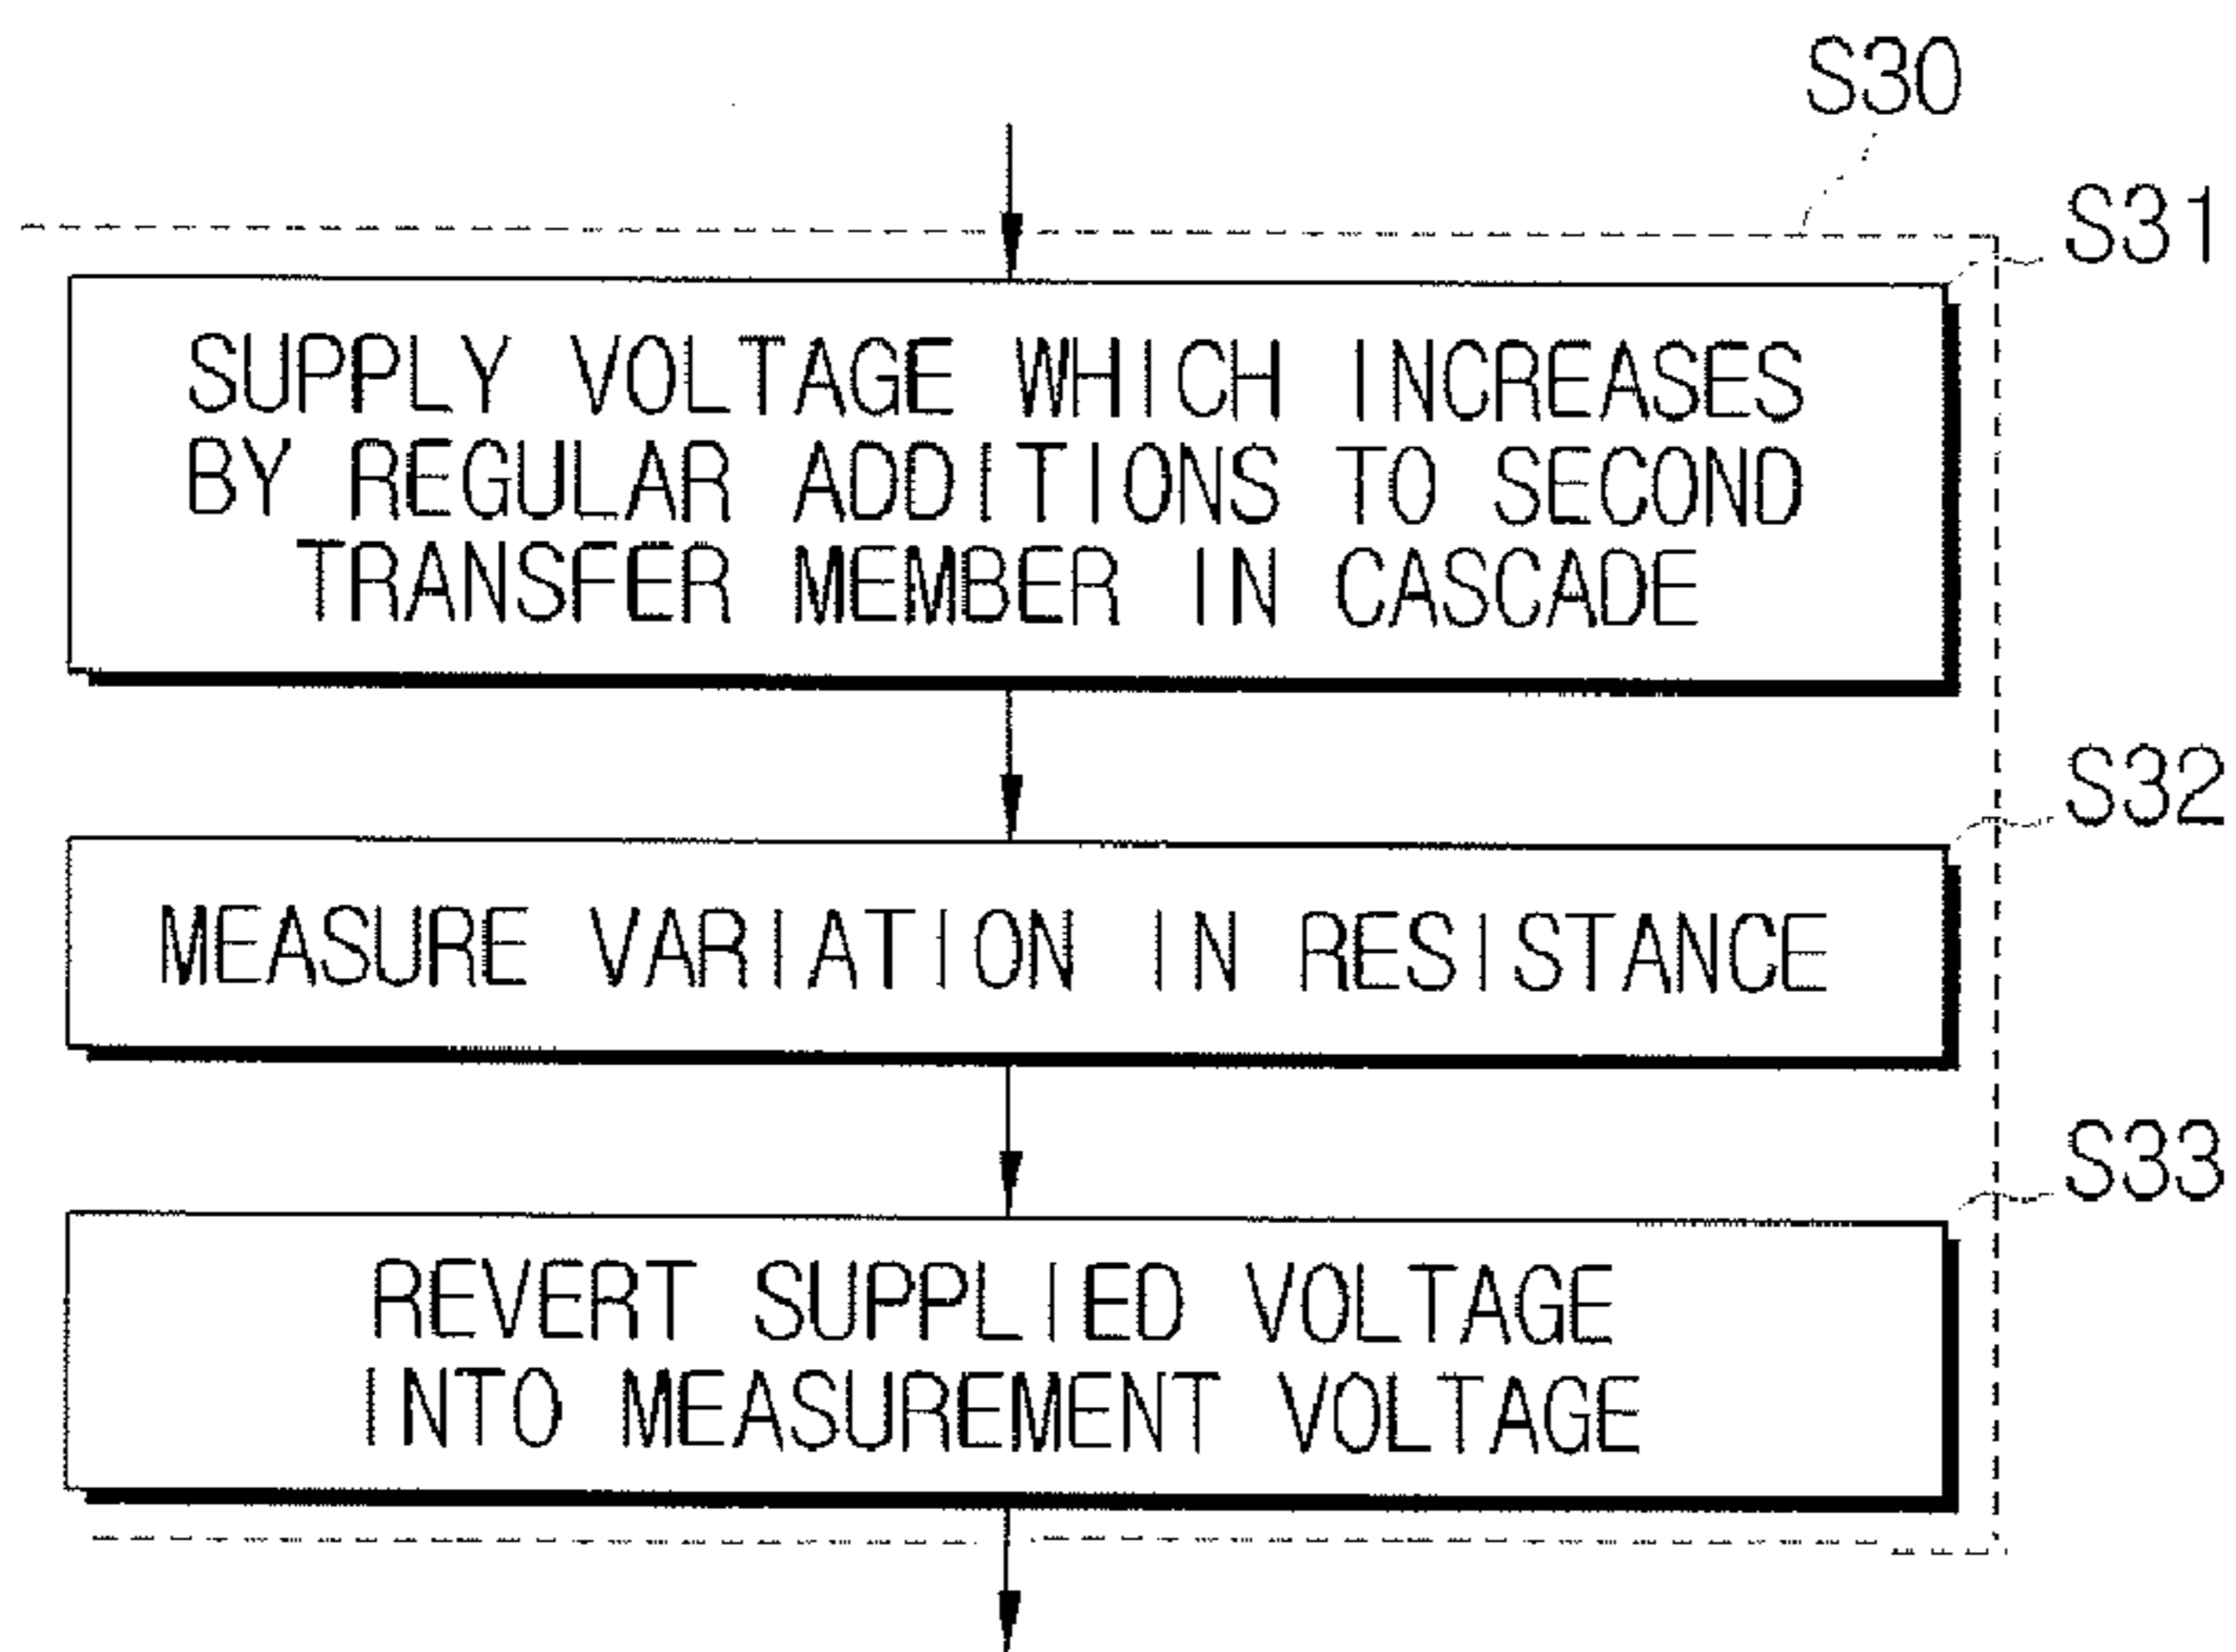 S30
S31
SUPPLY VOLTAGE WHICH INCREASES
BY REGULAR ADDITIONS TO SECOND
TRANSFER MEMBER IN CASCADE
S32
MEASURE VARIATION IN RESISTANCE
S33
REVERT SUPPLIED VOLTAGE
INTO MEASUREMENT VOLTAGE